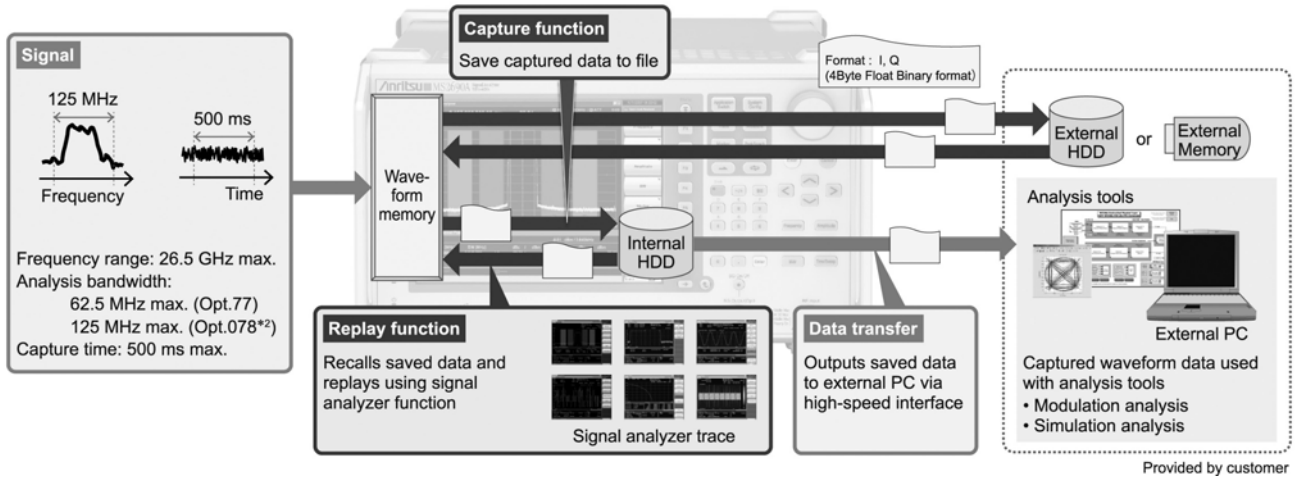 Signal
125 MHz
500 ms
Frequency
Time
Frequency range: 26.5 GHz max.
Analysis bandwidth:
62.5 MHz max. (Opt.77)
125 MHz max. (Opt.078*2)
Capture time: 500 ms max.
Capture function
Save captured data to file
Anritsu MS2690A
Wave-
form
memory
Internal
HDD
Format : I, Q
(4Byte Float Binary format)
External
HDD
or
External
Memory
Analysis tools
External PC
Captured waveform data used
with analysis tools
• Modulation analysis
• Simulation analysis
Replay function
Recalls saved data and
replays using signal
analyzer function
Signal analyzer trace
Data transfer
Outputs saved data
to external PC via
high-speed interface
Provided by customer